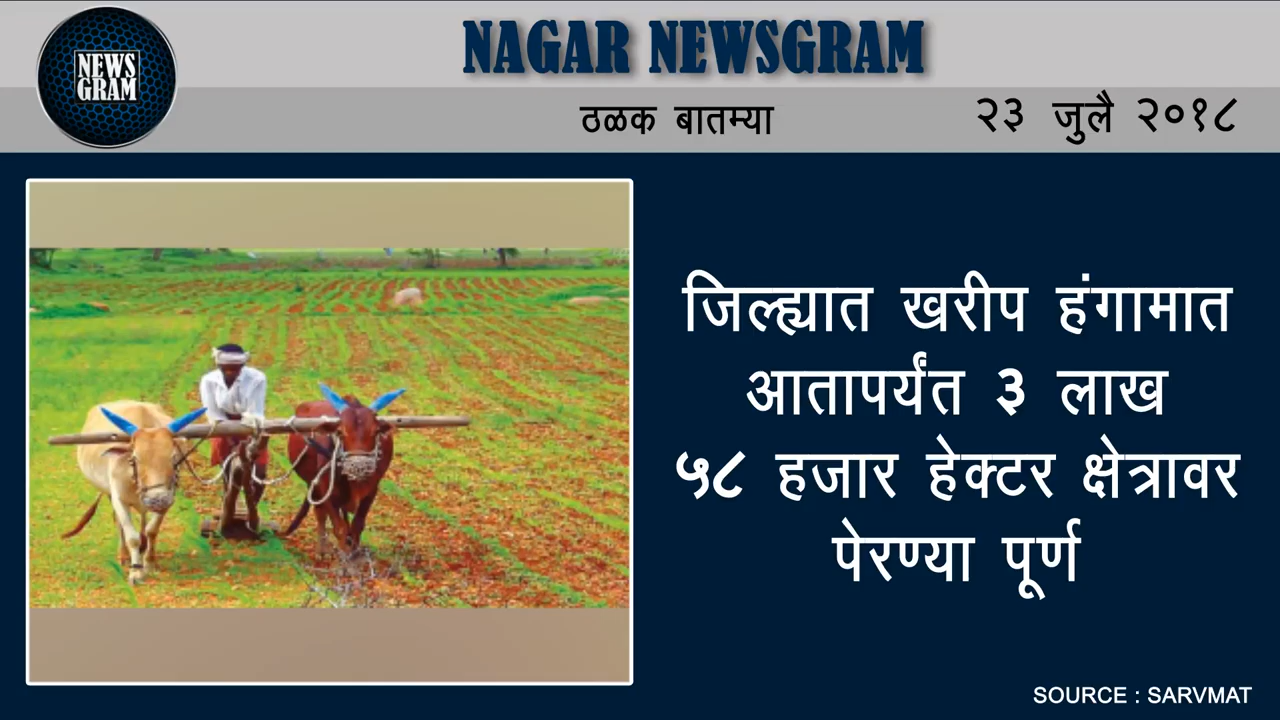 NEWS
GRAM
NAGAR NEWSGRAM
ठळक बातम्या
२३ जुलै २०१८
जिल्ह्यात खरीप हंगामात
आतापर्यंत ३ लाख
५८ हजार हेक्टर क्षेत्रावर
पेरण्या पूर्ण
SOURCE : SARVMAT